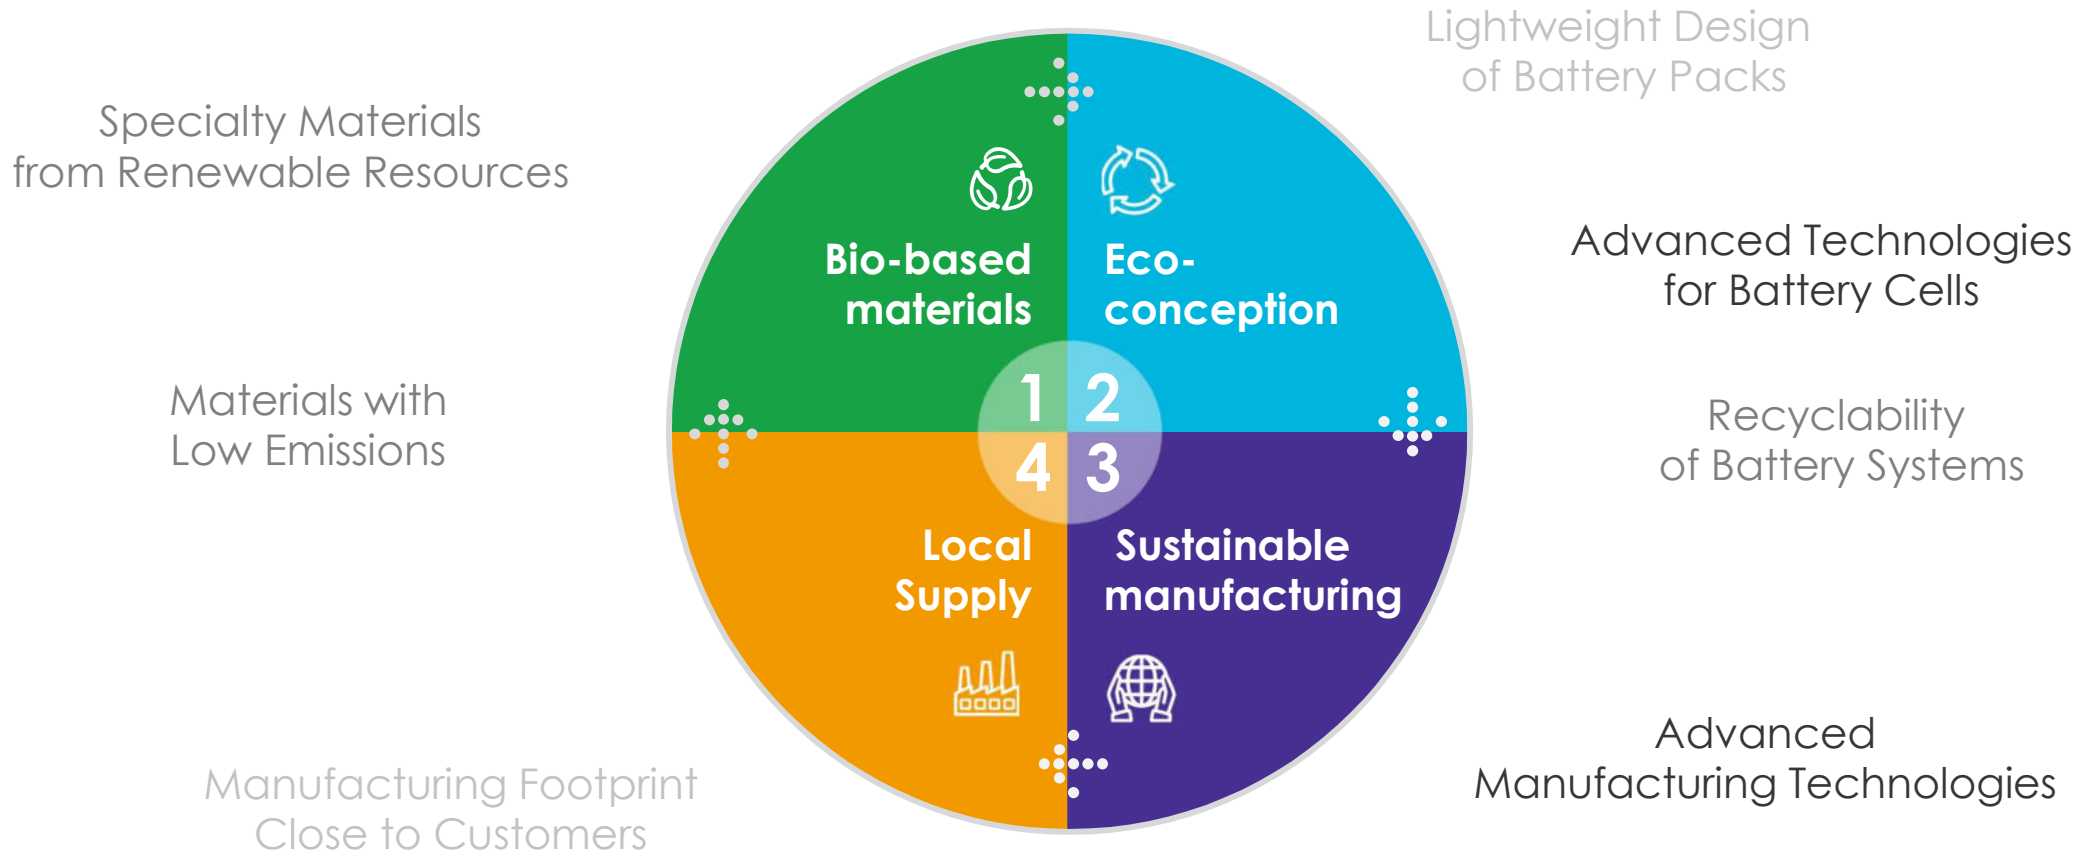 Specialty Materials
from Renewable Resources
Materials with
Low Emissions
Manufacturing Footprint
Close to Customers
Bio-based
materials
1
Eco-
conception
2
Sustainable
manufacturing
3
Local
Supply
4
Lightweight Design
of Battery Packs
Advanced Technologies
for Battery Cells
Recyclability
of Battery Systems
Advanced
Manufacturing Technologies